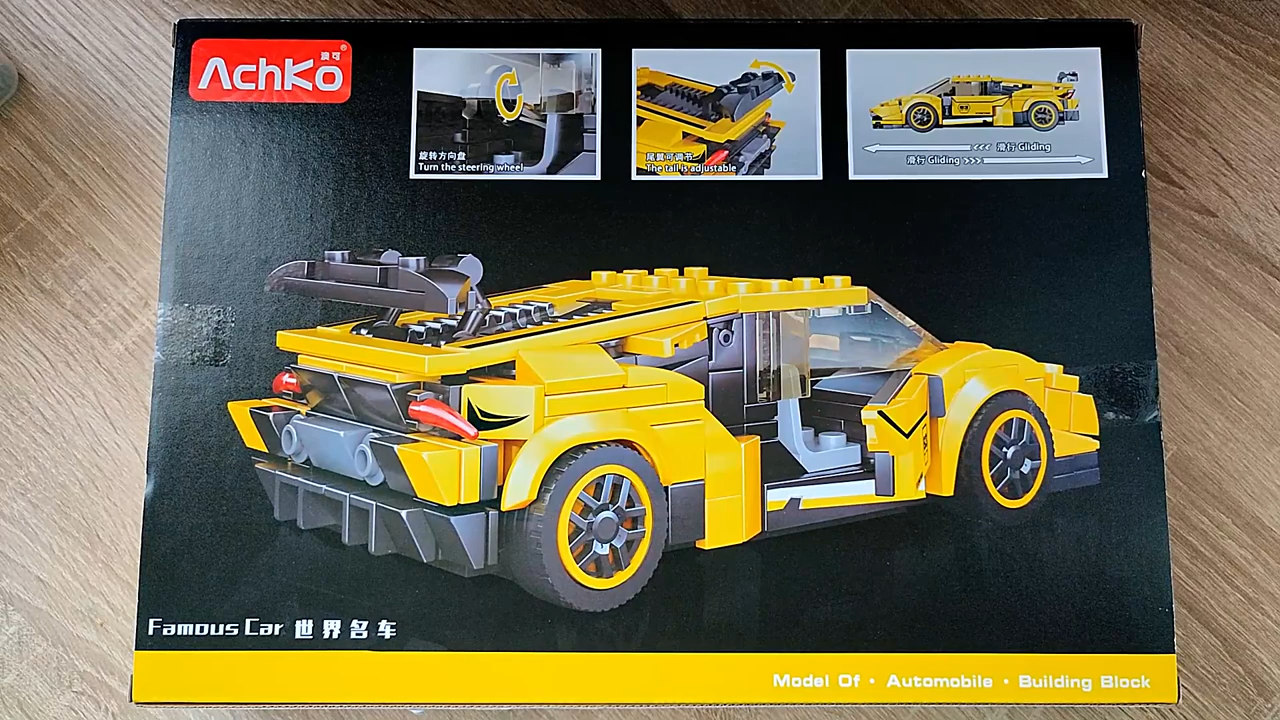 澳可®
AchKo
旋转方向盘
Turn the steering wheel
尾翼可调节
The tail is adjustable
<<< 滑行 Gliding
滑行 Gliding >>>
Famous Car 世界名车
Model Of • Automobile • Building Block